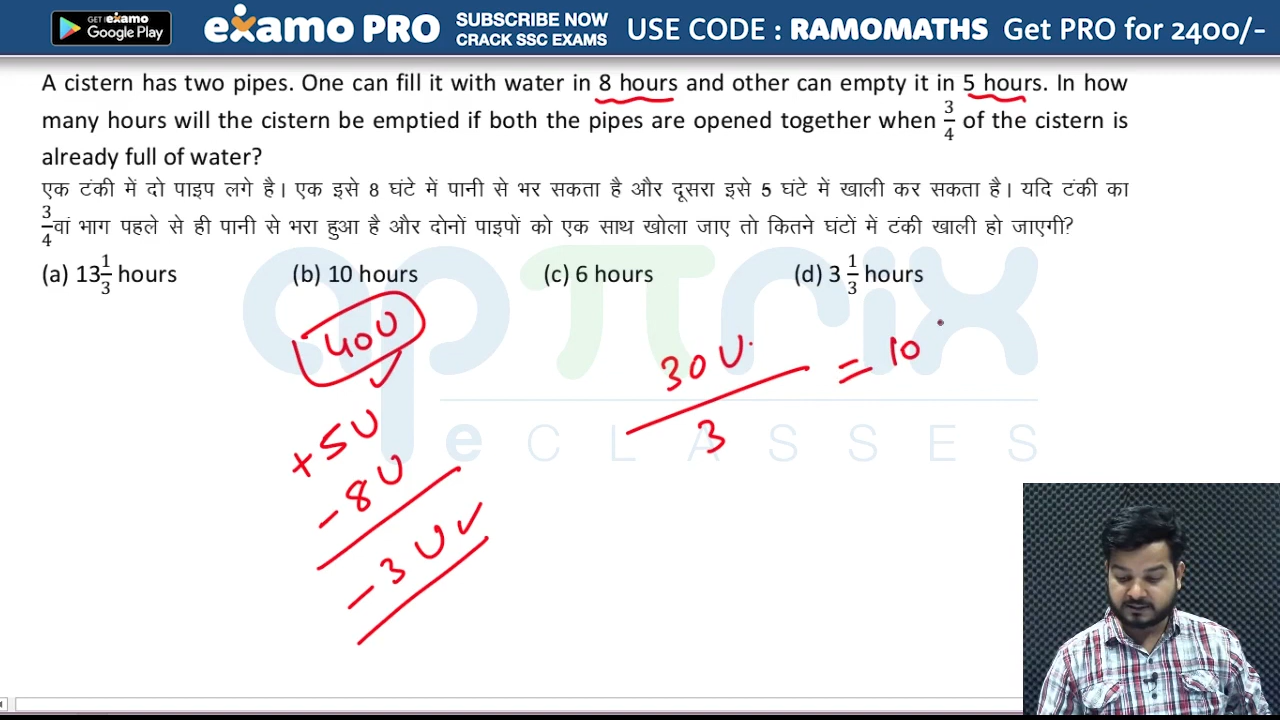 GET IT ON examo Google Play
examo PRO
SUBSCRIBE NOW
CRACK SSC EXAMS
USE CODE : RAMOMATHS Get PRO for 2400/-
A cistern has two pipes. One can fill it with water in 8 hours and other can empty it in 5 hours. In how
many hours will the cistern be emptied if both the pipes are opened together when 3/4 of the cistern is
already full of water?
एक टंकी में दो पाइप लगे है। एक इसे 8 घंटे में पानी से भर सकता है और दूसरा इसे 5 घंटे में खाली कर सकता है। यदि टंकी का
3/4वां भाग पहले से ही पानी से भरा हुआ है और दोनों पाइपों को एक साथ खोला जाए तो कितने घंटों में टंकी खाली हो जाएगी?
(a) 13 1/3 hours (b) 10 hours (c) 6 hours (d) 3 1/3 hours
40U
+5U
-8U
-3U
30U/3 = 10
eCLASSES